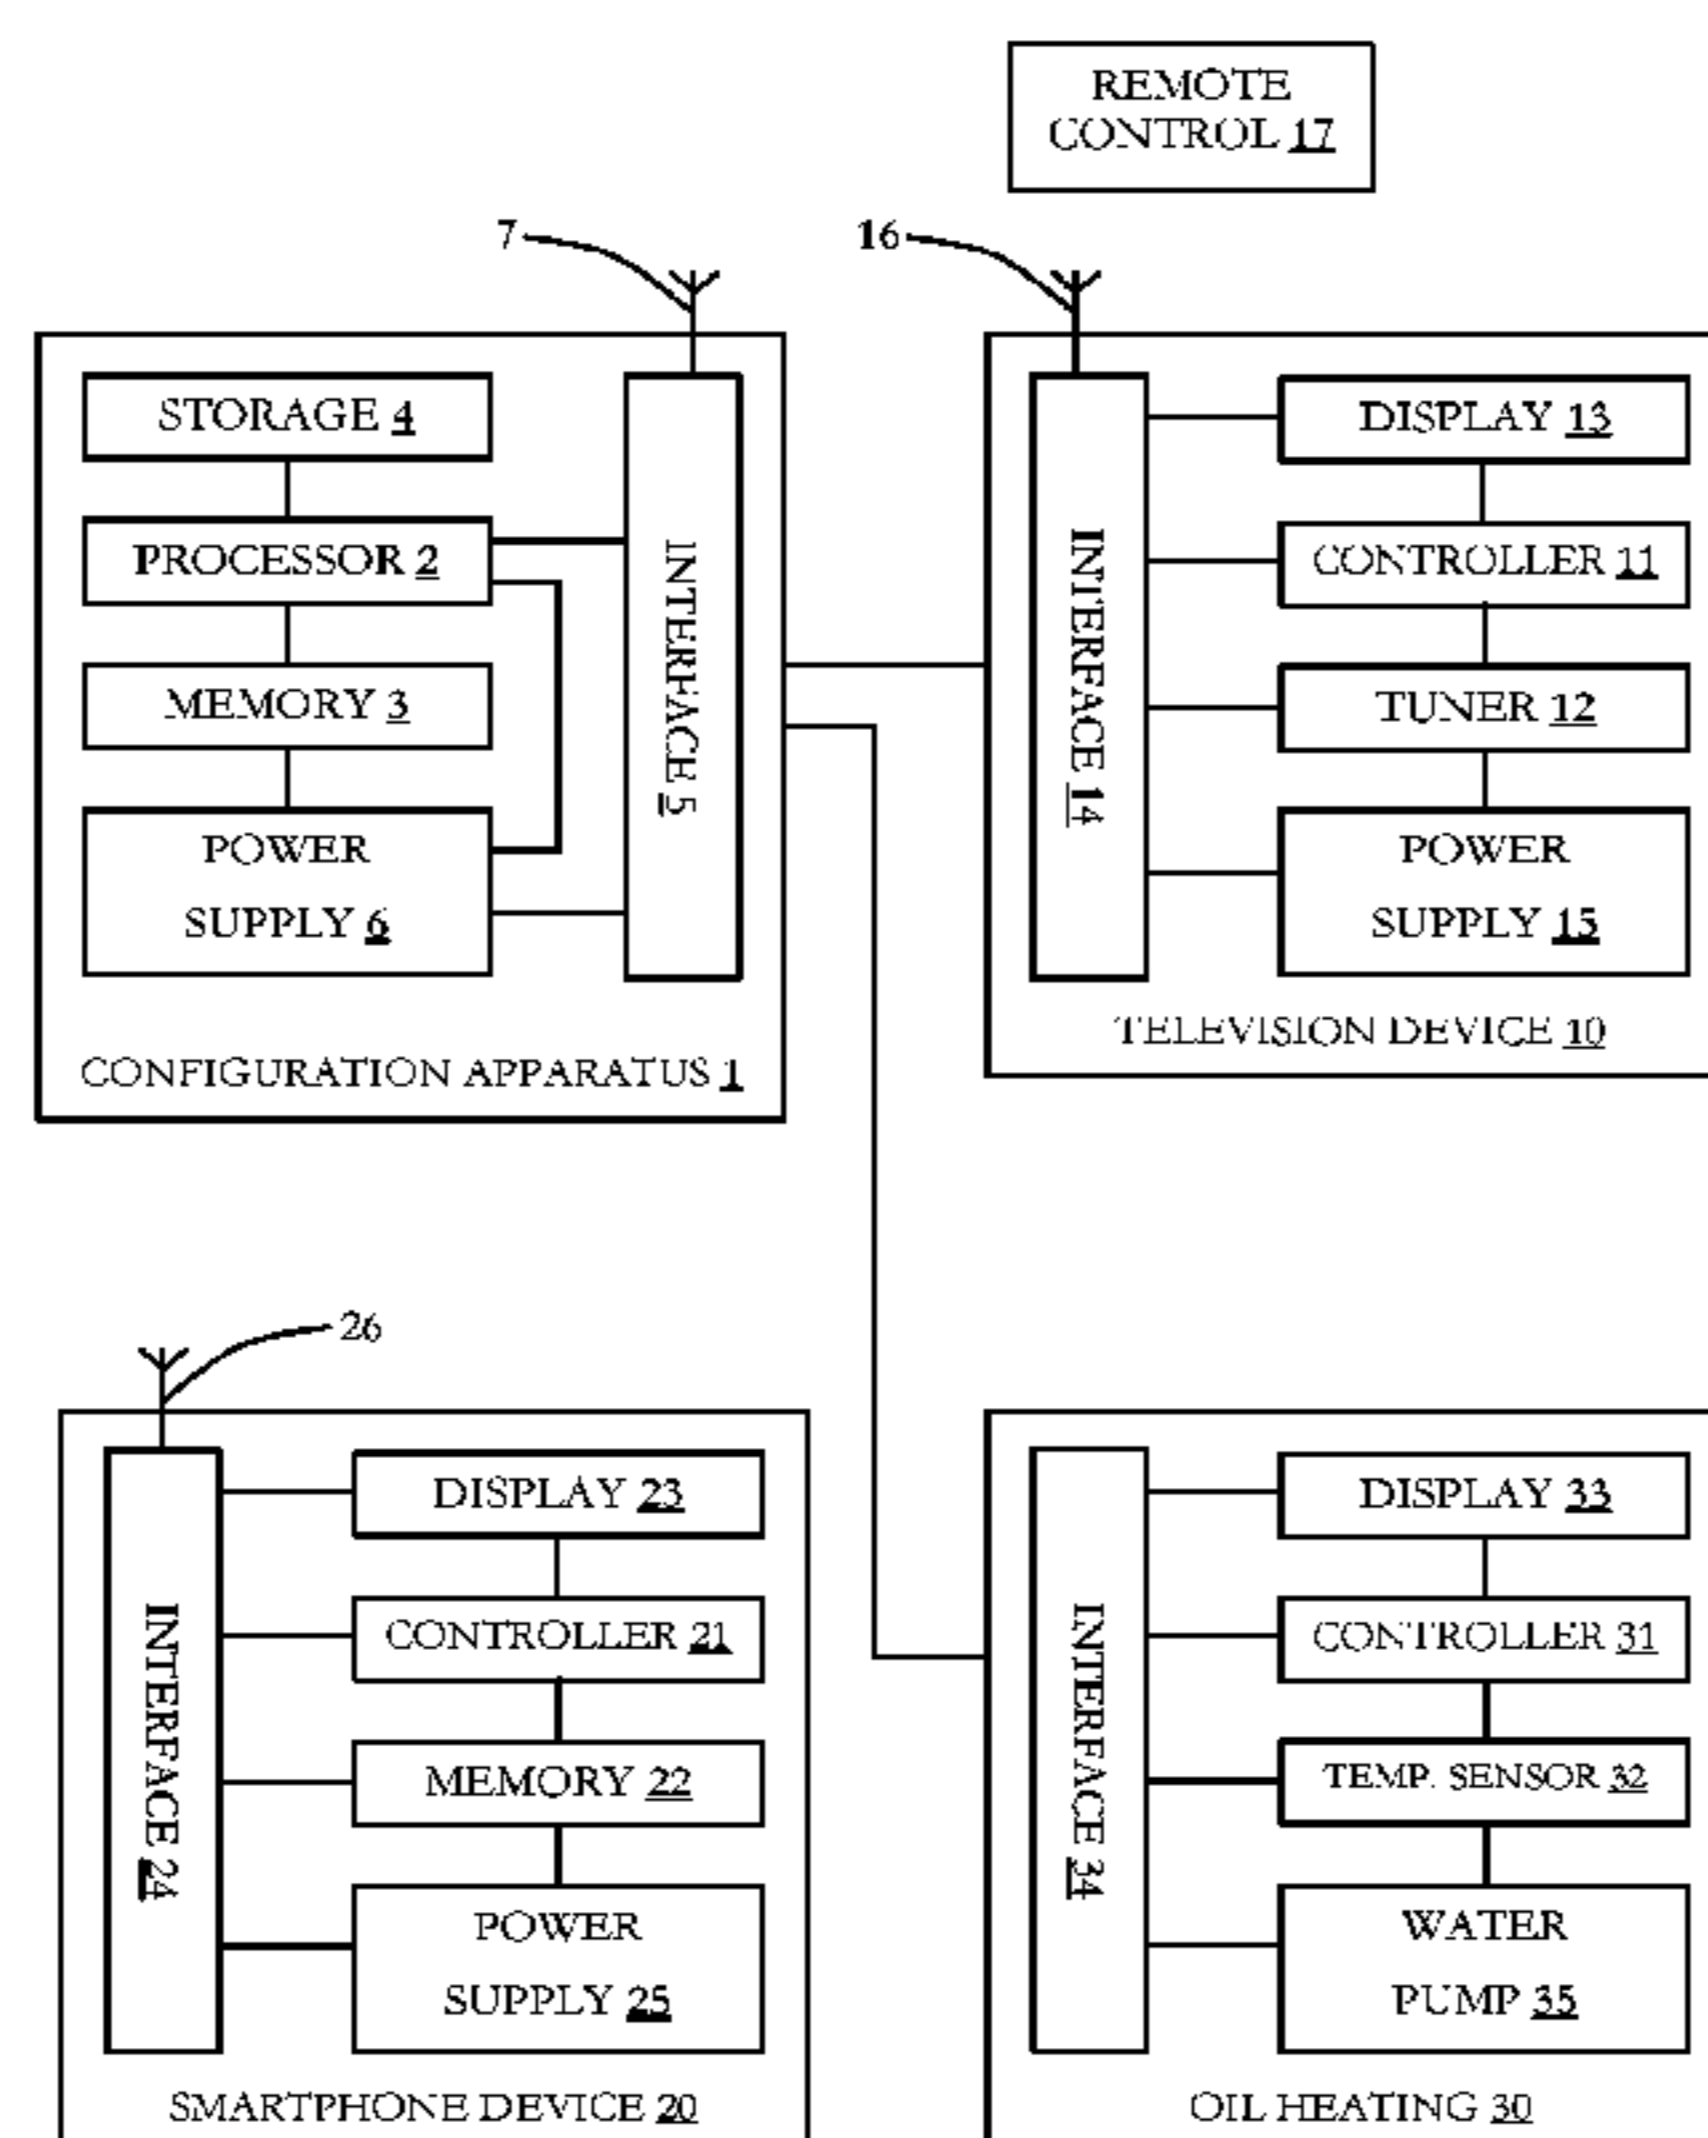 REMOTE
CONTROL 17
7
16
STORAGE 4
PROCESSOR 2
MEMORY 3
POWER
SUPPLY 6
INTERFACE 5
CONFIGURATION APPARATUS 1
INTERFACE 14
DISPLAY 13
CONTROLLER 11
TUNER 12
POWER
SUPPLY 15
TELEVISION DEVICE 10
26
INTERFACE 24
DISPLAY 23
CONTROLLER 21
MEMORY 22
POWER
SUPPLY 25
SMARTPHONE DEVICE 20
INTERFACE 34
DISPLAY 33
CONTROLLER 31
TEMP. SENSOR 32
WATER
PUMP 35
OIL HEATING 30